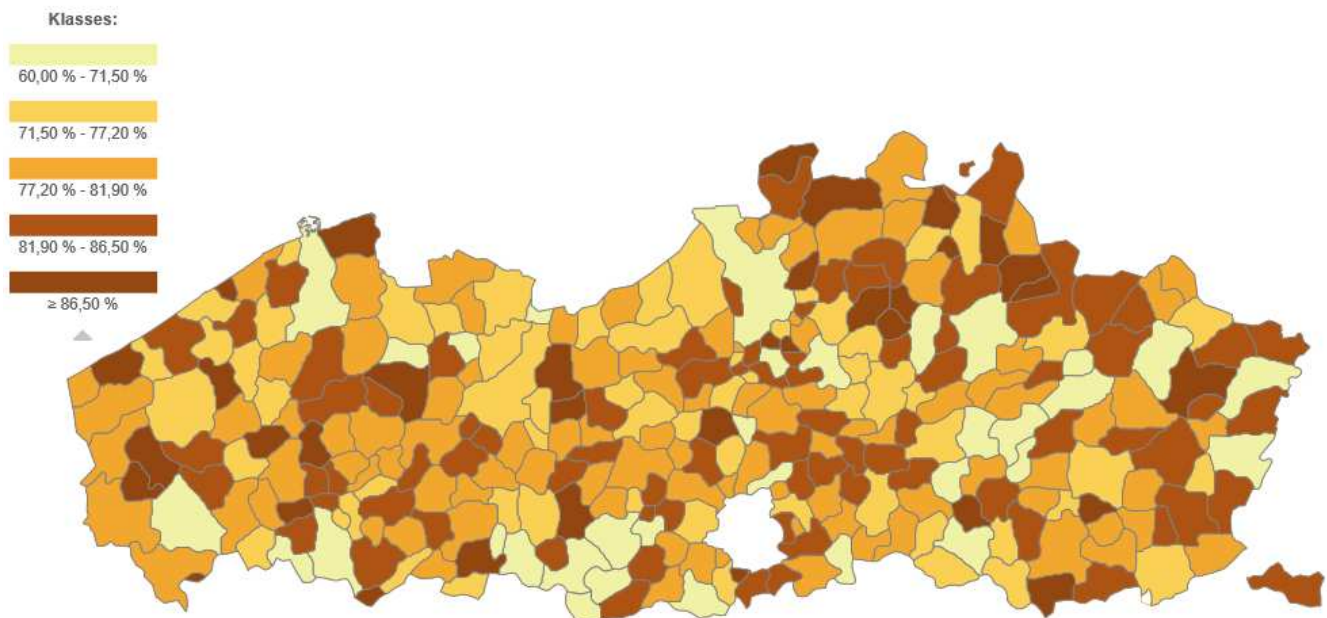 Klasses:
60,00 % - 71,50 %
71,50 % - 77,20 %
77,20 % - 81,90 %
81,90 % - 86,50 %
≥ 86,50 %